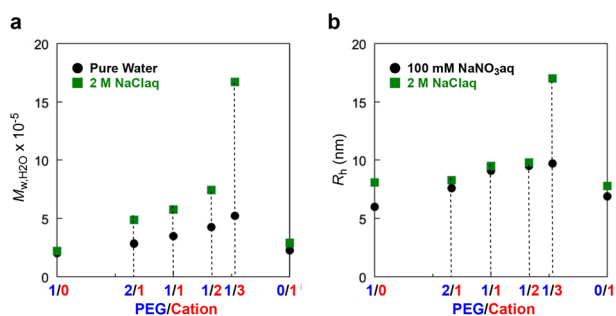 a
20
15
10
5
0
Mw,H2O x 10-5
Pure Water
2 M NaClaq
1/0
2/1
1/1
1/2
1/3
0/1
PEG/Cation
b
20
15
10
5
0
Rh (nm)
100 mM NaNO3aq
2 M NaClaq
1/0
2/1
1/1
1/2
1/3
0/1
PEG/Cation